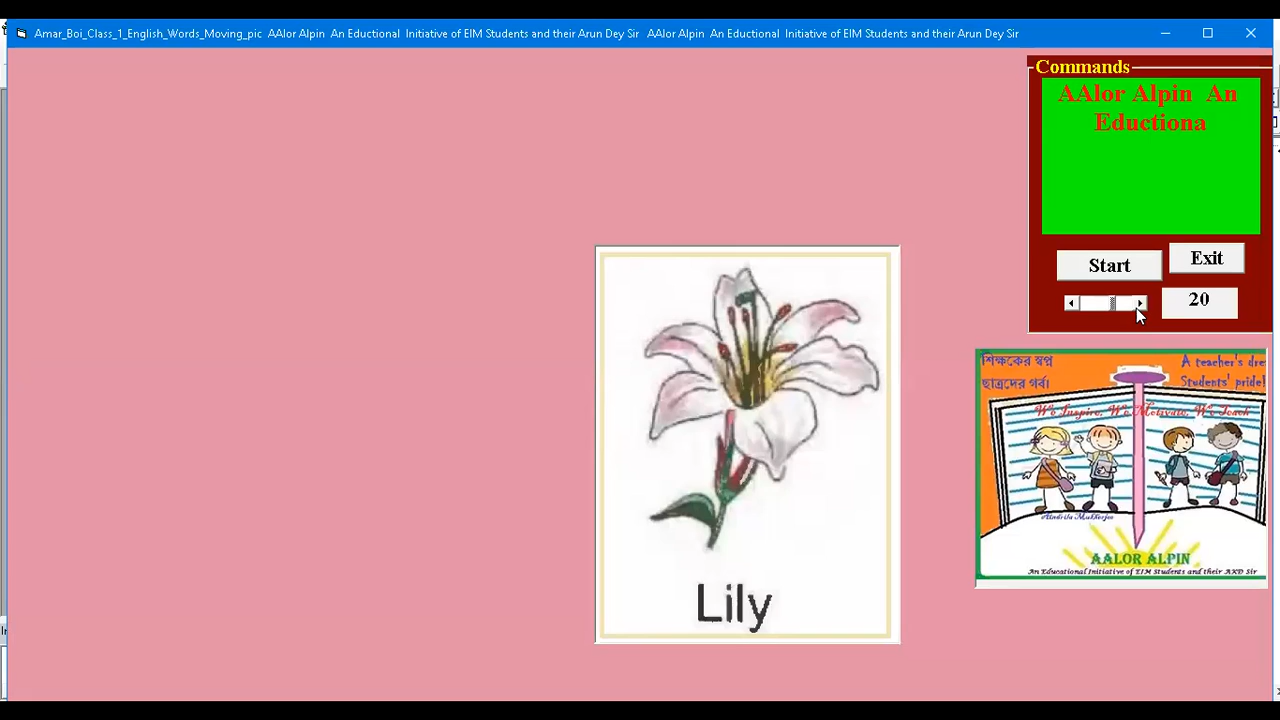 Amar_Boi_Class_1_English_Words_Moving_pic AAlor Alpin An Eductional Initiative of EIM Students and their Arun Dey Sir AAlor Alpin An Eductional Initiative of EIM Students and their Arun Dey Sir
Commands
AAlor Alpin An
Eductiona
Start
Exit
20
Lily
শিক্ষকের স্বপ্ন
ছাত্রদের গর্ব।
A teacher's dre
Students' pride!
We Inspire, We Motivate, We Teach
AALOR ALPIN
An Educational Initiative of EIM Students and their AKD Sir